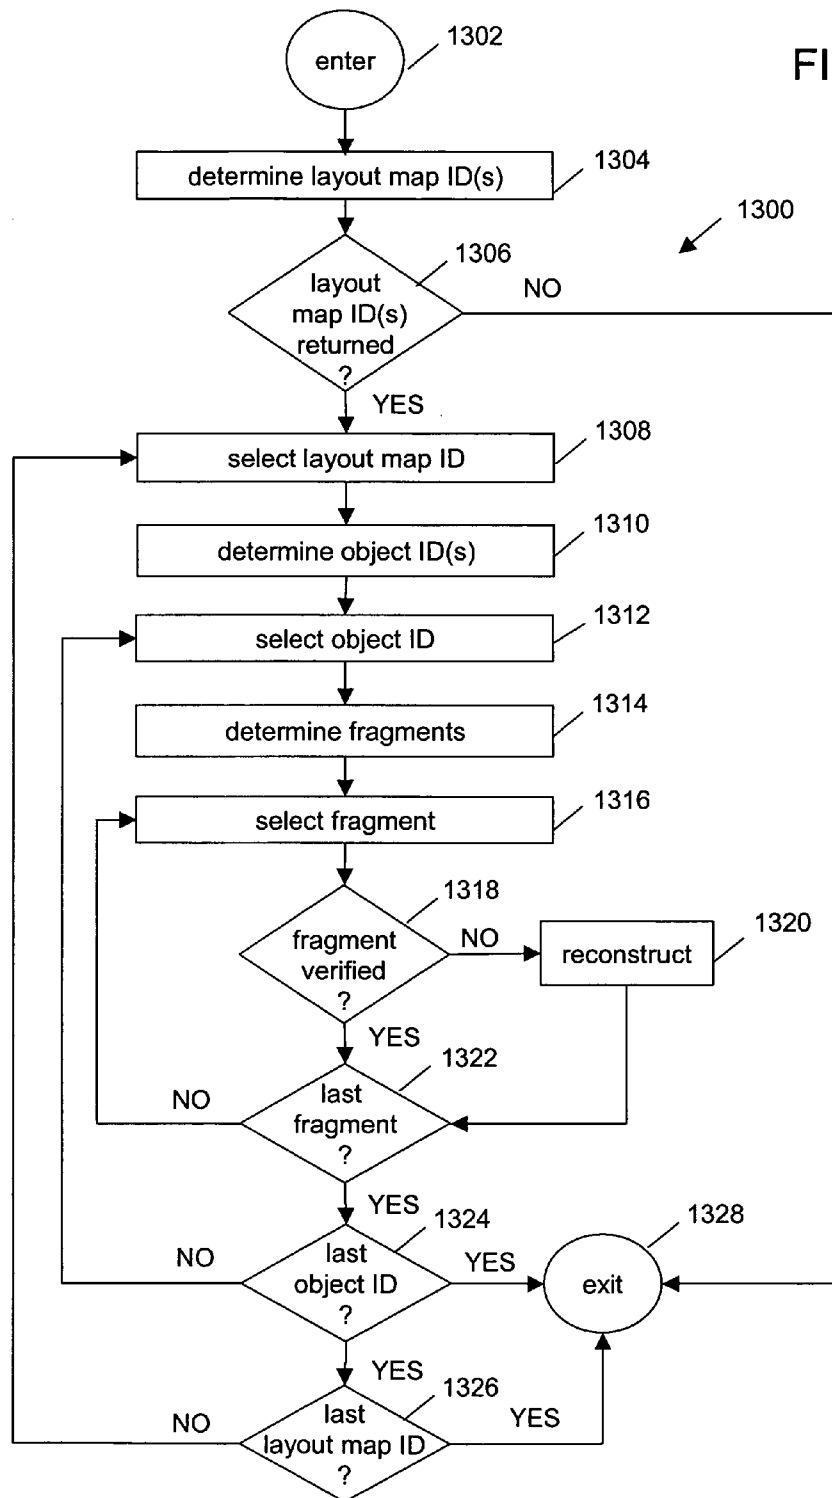 enter
1302
FI
determine layout map ID(s)
1304
1300
layout
map ID(s)
returned
?
1306
NO
YES
select layout map ID
1308
determine object ID(s)
1310
select object ID
1312
determine fragments
1314
select fragment
1316
fragment
verified
?
1318
NO
reconstruct
1320
YES
last
fragment
?
1322
NO
YES
last
object ID
?
1324
NO
YES
exit
1328
YES
last
layout map ID
?
1326
NO
YES